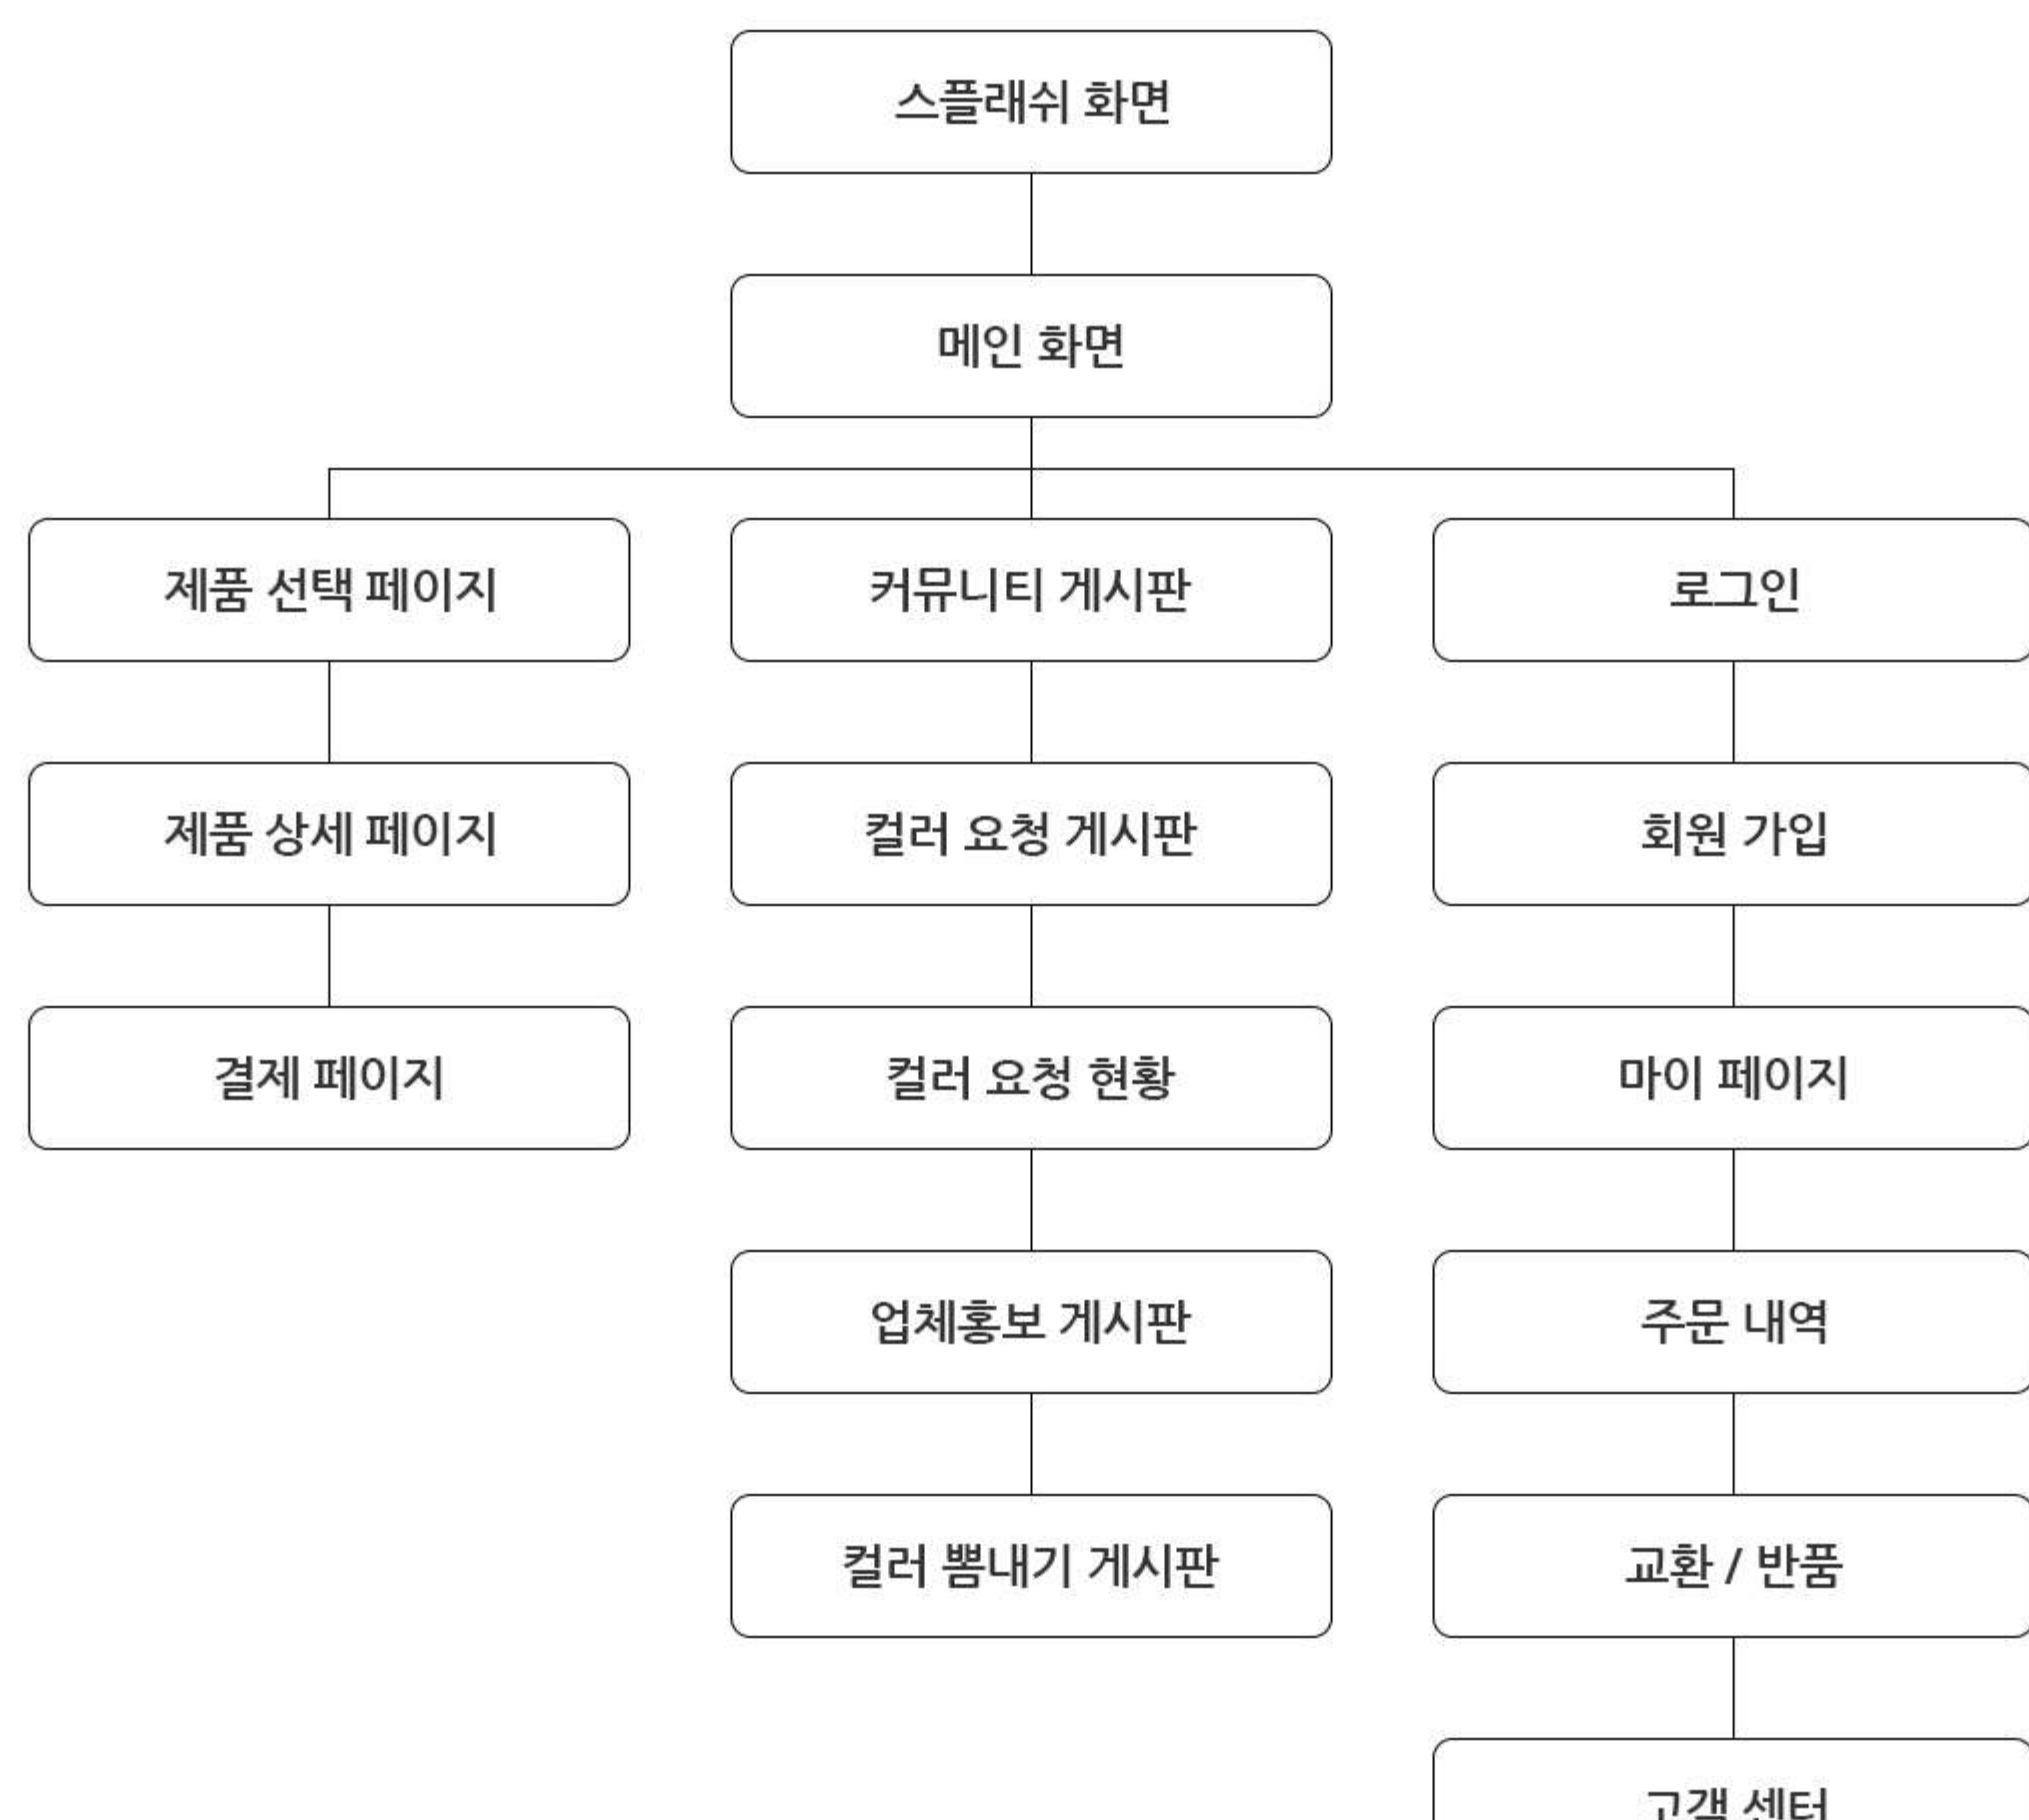 스플래쉬 화면
메인 화면
제품 선택 페이지
커뮤니티 게시판
로그인
제품 상세 페이지
컬러 요청 게시판
회원 가입
결제 페이지
컬러 요청 현황
마이 페이지
업체홍보 게시판
주문 내역
컬러 뽐내기 게시판
교환 / 반품
고객 센터